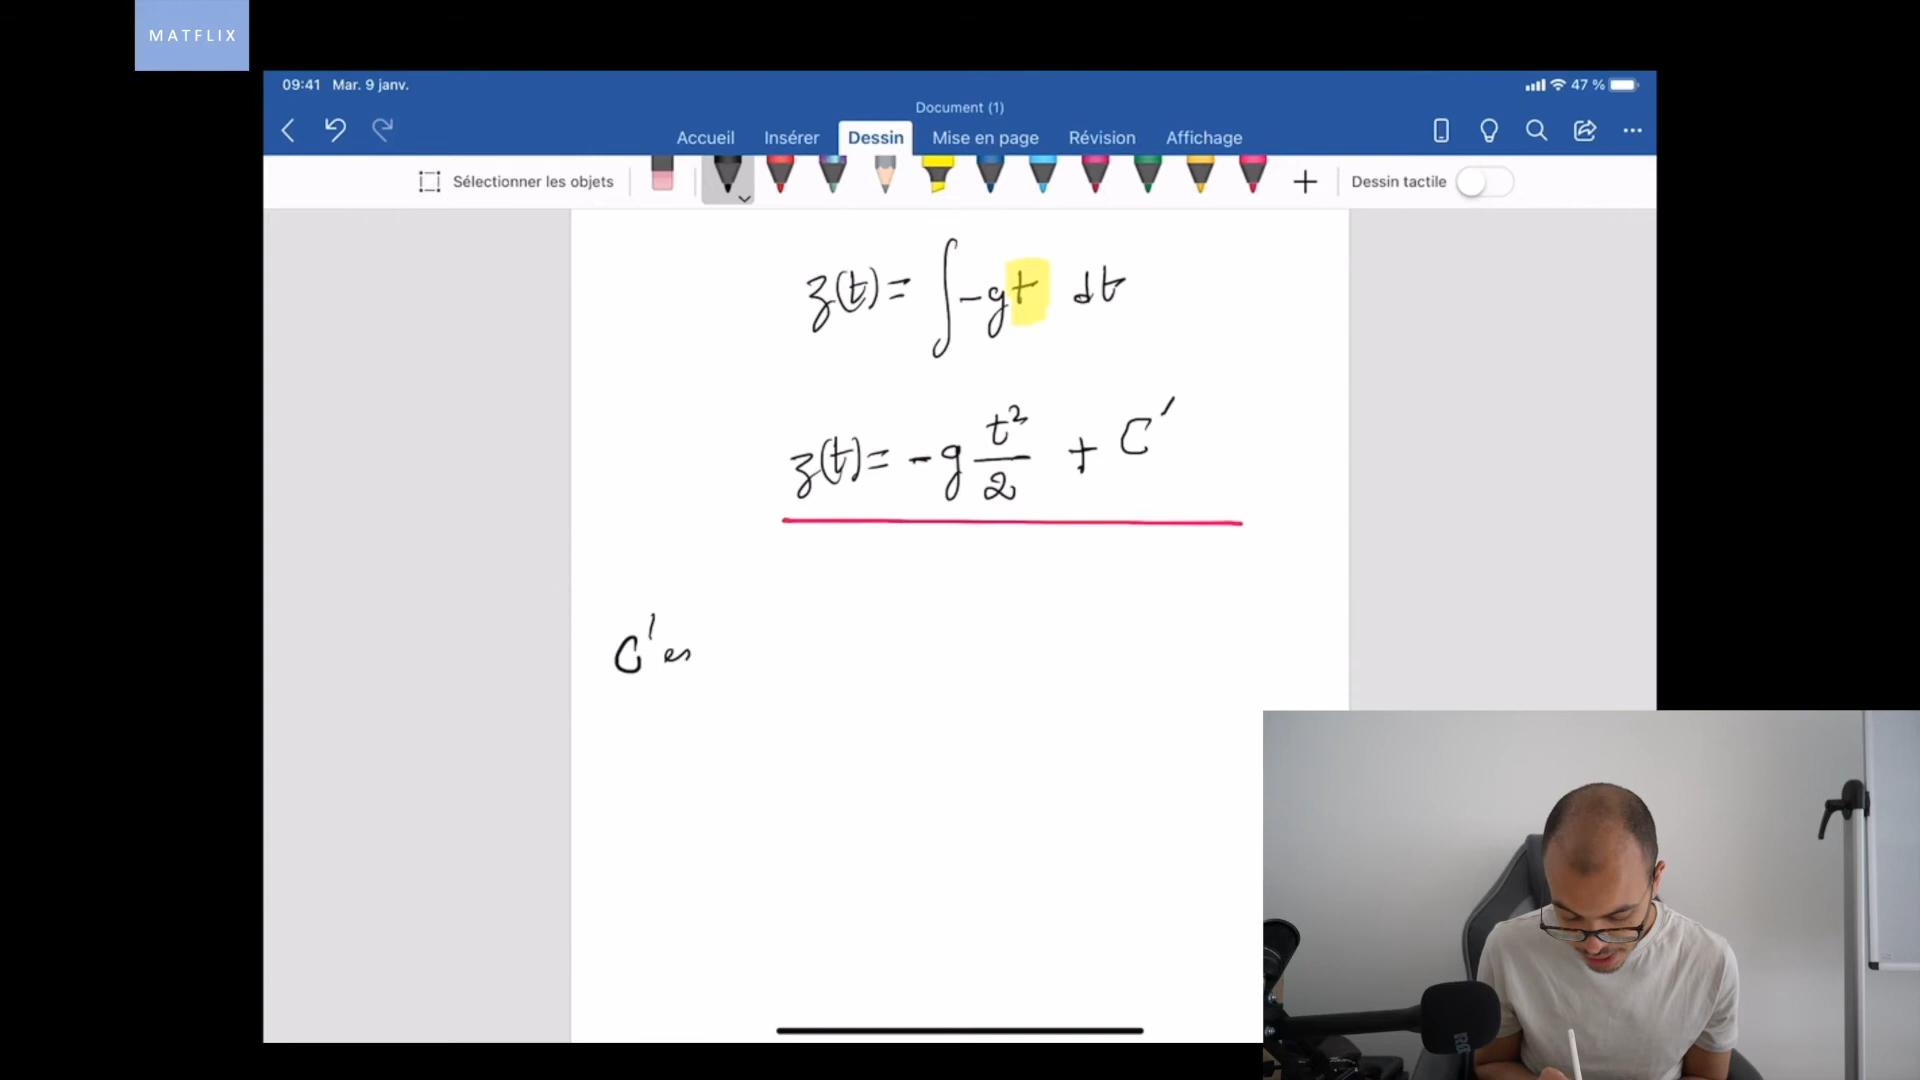 MATFLIX
09:41 Mar. 9 janv.
47 %
Document (1)
Accueil Insérer Dessin Mise en page Révision Affichage
Sélectionner les objets
Dessin tactile
z(t) = ∫ -gt dt
z(t) = -g t²/2 + C'
C' es